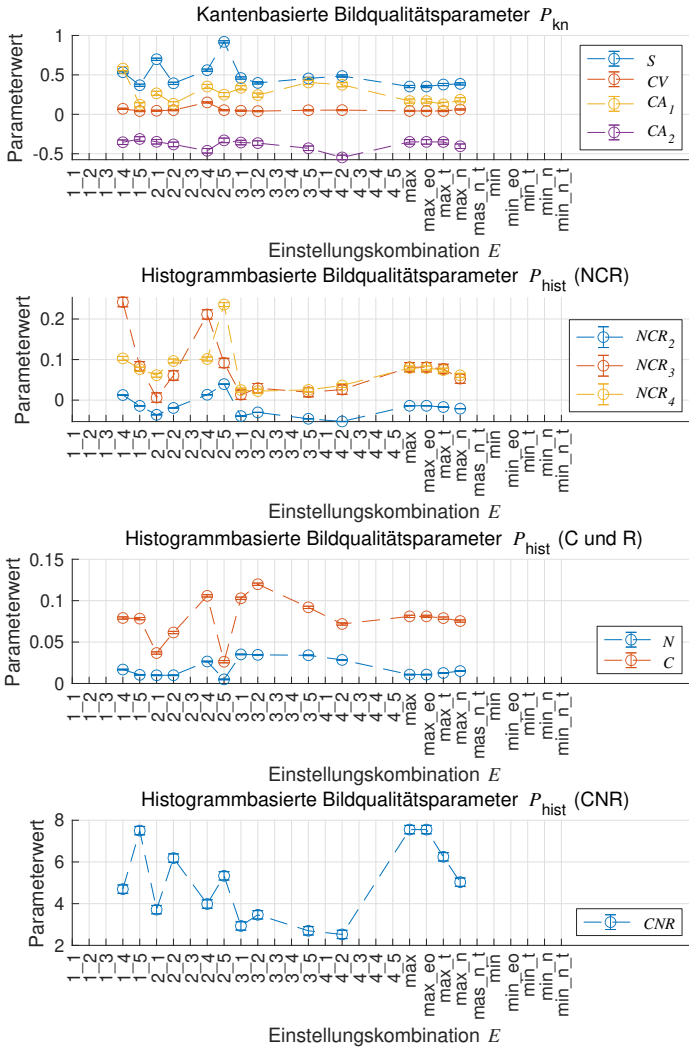 Kantenbasierte Bildqualitätsparameter P_kn
Parameterwert
1
0.5
0
-0.5
S
CV
CA_1
CA_2
1_1 1_2 1_3 1_4 1_5 2_1 2_2 2_3 2_4 2_5 3_1 3_2 3_3 3_4 3_5 4_1 4_2 4_3 4_4 4_5 max max_eo max_t max_n mas_n_t min min_eo min_t min_n min_n_t
Einstellungskombination E
Histogrammbasierte Bildqualitätsparameter P_hist (NCR)
Parameterwert
0.2
0.1
0
NCR_2
NCR_3
NCR_4
1_1 1_2 1_3 1_4 1_5 2_1 2_2 2_3 2_4 2_5 3_1 3_2 3_3 3_4 3_5 4_1 4_2 4_3 4_4 4_5 max max_eo max_t max_n mas_n_t min min_eo min_t min_n min_n_t
Einstellungskombination E
Histogrammbasierte Bildqualitätsparameter P_hist (C und R)
Parameterwert
0.15
0.1
0.05
0
N
C
1_1 1_2 1_3 1_4 1_5 2_1 2_2 2_3 2_4 2_5 3_1 3_2 3_3 3_4 3_5 4_1 4_2 4_3 4_4 4_5 max max_eo max_t max_n mas_n_t min min_eo min_t min_n min_n_t
Einstellungskombination E
Histogrammbasierte Bildqualitätsparameter P_hist (CNR)
Parameterwert
8
6
4
2
CNR
1_1 1_2 1_3 1_4 1_5 2_1 2_2 2_3 2_4 2_5 3_1 3_2 3_3 3_4 3_5 4_1 4_2 4_3 4_4 4_5 max max_eo max_t max_n mas_n_t min min_eo min_t min_n min_n_t
Einstellungskombination E